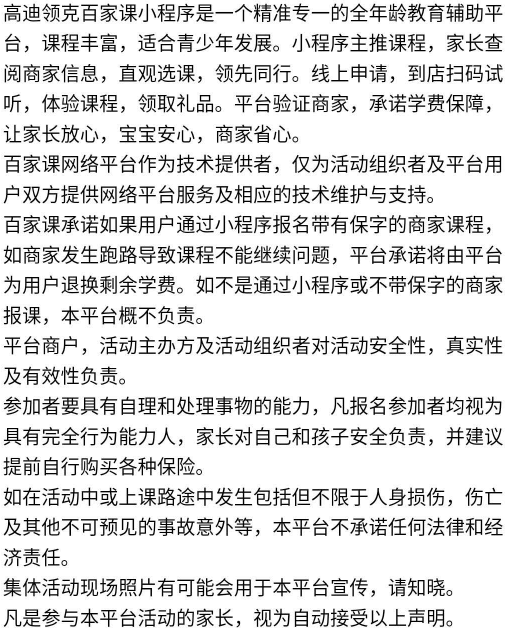 高迪领克百家课小程序是一个精准专一的全年龄教育辅助平
台，课程丰富，适合青少年发展。小程序主推课程，家长查
阅商家信息，直观选课，领先同行。线上申请，到店扫码试
听，体验课程，领取礼品。平台验证商家，承诺学费保障，
让家长放心，宝宝安心，商家省心。
百家课网络平台作为技术提供者，仅为活动组织者及平台用
户双方提供网络平台服务及相应的技术维护与支持。
百家课承诺如果用户通过小程序报名带有保字的商家课程，
如商家发生跑路导致课程不能继续问题，平台承诺将由平台
为用户退换剩余学费。如不是通过小程序或不带保字的商家
报课，本平台概不负责。
平台商户，活动主办方及活动组织者对活动安全性，真实性
及有效性负责。
参加者要具有自理和处理事物的能力，凡报名参加者均视为
具有完全行为能力人，家长对自己和孩子安全负责，并建议
提前自行购买各种保险。
如在活动中或上课路途中发生包括但不限于人身损伤，伤亡
及其他不可预见的事故意外等，本平台不承诺任何法律和经
济责任。
集体活动现场照片有可能会用于本平台宣传，请知晓。
凡是参与本平台活动的家长，视为自动接受以上声明。